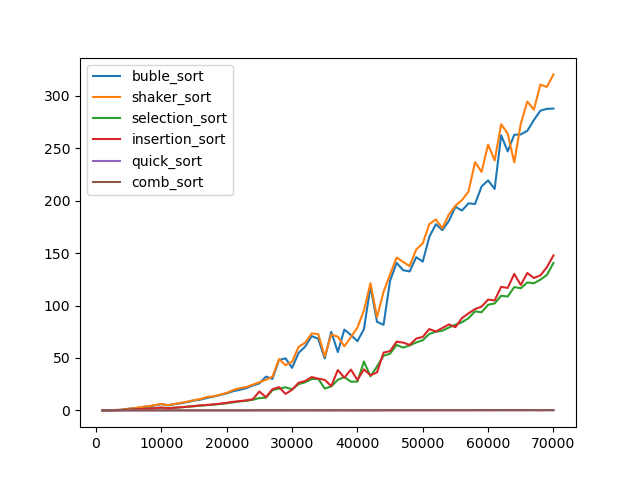 buble_sort
shaker_sort
selection_sort
insertion_sort
quick_sort
comb_sort
300
250
200
150
100
50
0
0 10000 20000 30000 40000 50000 60000 70000